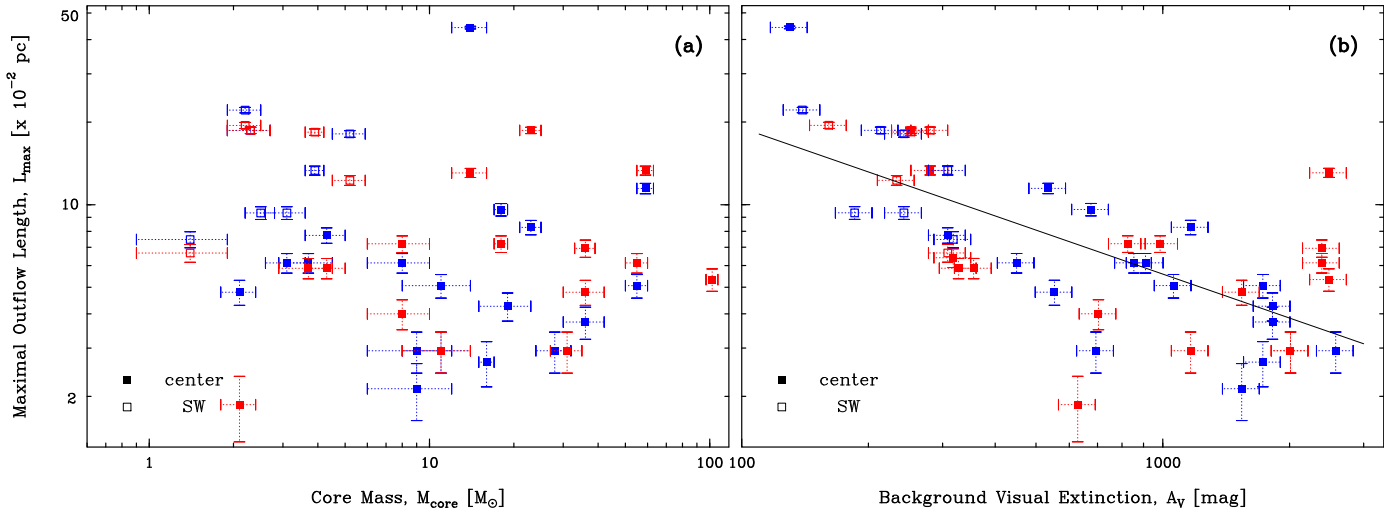 Maximal Outflow Length, L_max [x 10^-2 pc]
50
10
2
(a)
center
SW
1
10
100
Core Mass, M_core [M_⊙]
(b)
center
SW
100
1000
Background Visual Extinction, A_V [mag]